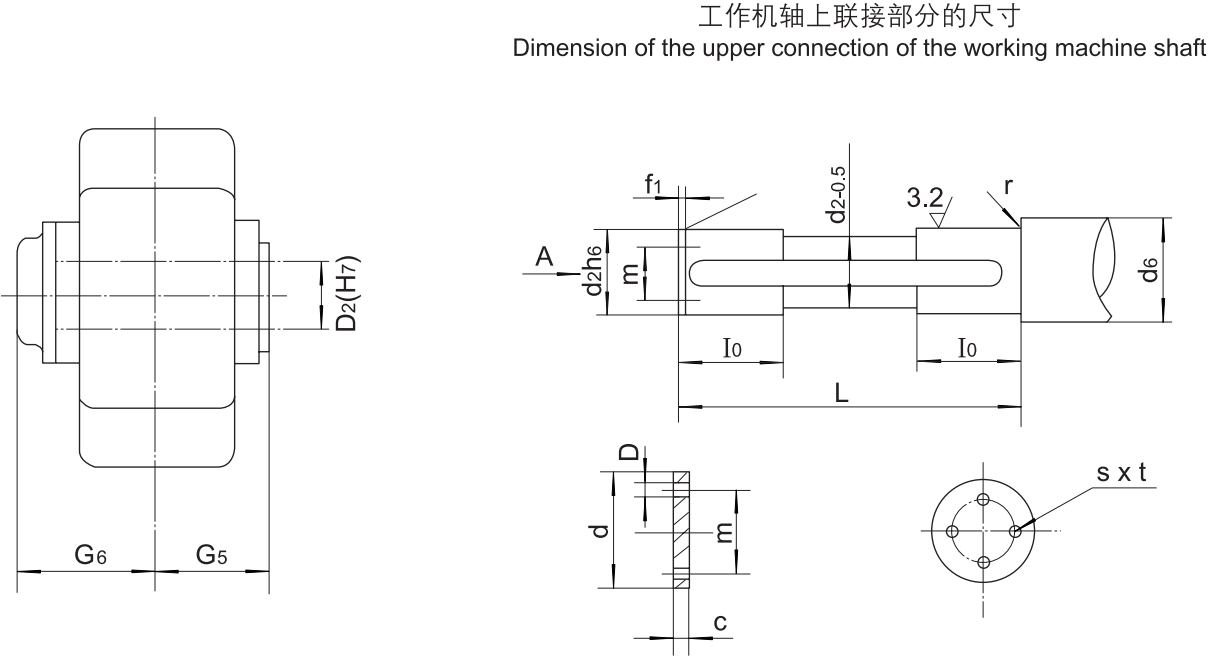 工作机轴上联接部分的尺寸
Dimension of the upper connection of the working machine shaft
f1
d2-0.5
3.2
r
A
d2h6
m
d6
D2(H7)
I0
I0
L
D
s x t
d
m
G6
G5
c